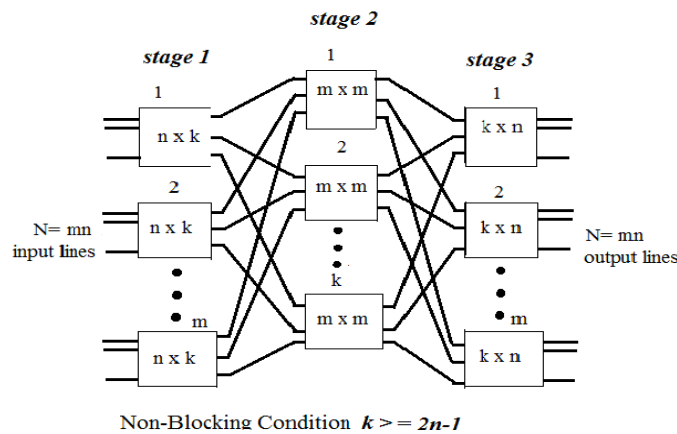 stage 2
stage 1
stage 3
1
1
1
m x m
n x k
k x n
2
m x m
2
2
N= mn
input lines
n x k
k x n
N= mn
output lines
k
m
m x m
m
n x k
k x n
Non-Blocking Condition k >= 2n-1